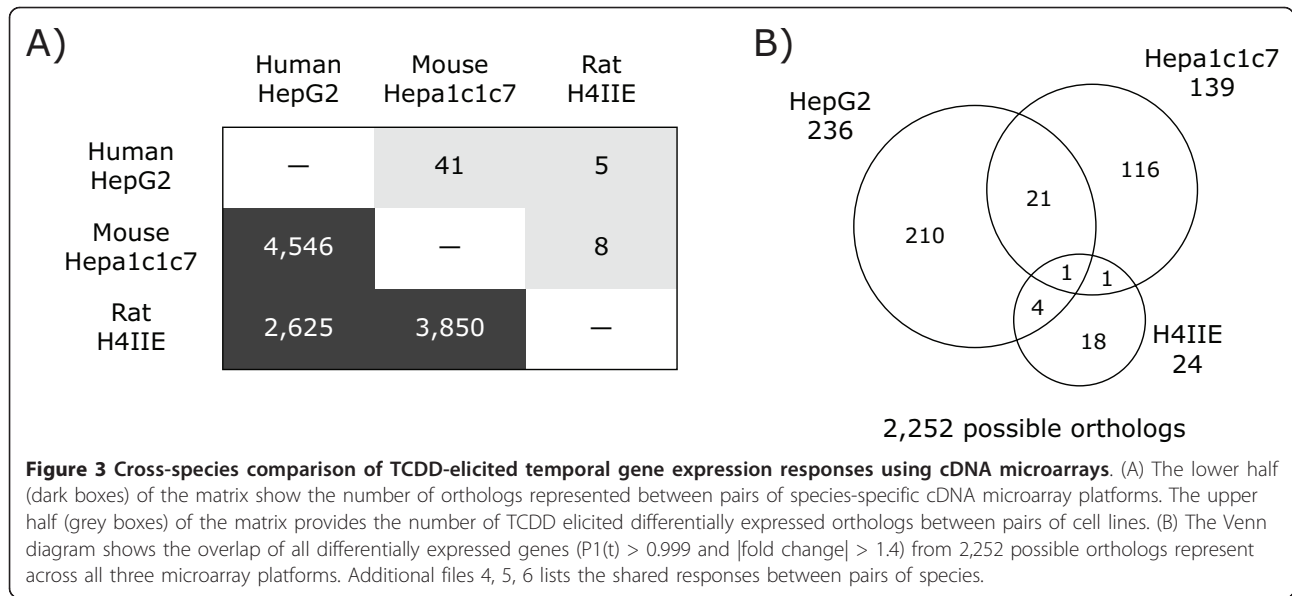 A)
Human
HepG2
Mouse
Hepa1c1c7
Rat
H4IIE
Human
HepG2
—
41
5
Mouse
Hepa1c1c7
4,546
—
8
Rat
H4IIE
2,625
3,850
—
B)
HepG2
236
Hepa1c1c7
139
210
21
116
1
1
4
18
H4IIE
24
2,252 possible orthologs
Figure 3 Cross-species comparison of TCDD-elicited temporal gene expression responses using cDNA microarrays. (A) The lower half
(dark boxes) of the matrix show the number of orthologs represented between pairs of species-specific cDNA microarray platforms. The upper
half (grey boxes) of the matrix provides the number of TCDD elicited differentially expressed orthologs between pairs of cell lines. (B) The Venn
diagram shows the overlap of all differentially expressed genes (P1(t) > 0.999 and |fold change| > 1.4) from 2,252 possible orthologs represent
across all three microarray platforms. Additional files 4, 5, 6 lists the shared responses between pairs of species.